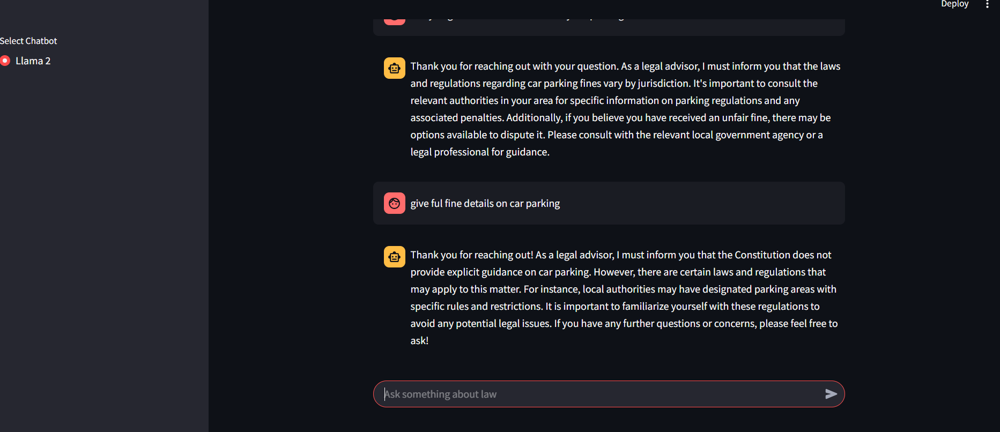 Deploy
Select Chatbot
Llama 2
Thank you for reaching out with your question. As a legal advisor, I must inform you that the laws
and regulations regarding car parking fines vary by jurisdiction. It's important to consult the
relevant authorities in your area for specific information on parking regulations and any
associated penalties. Additionally, if you believe you have received an unfair fine, there may be
options available to dispute it. Please consult with the relevant local government agency or a
legal professional for guidance.
give ful fine details on car parking
Thank you for reaching out! As a legal advisor, I must inform you that the Constitution does not
provide explicit guidance on car parking. However, there are certain laws and regulations that
may apply to this matter. For instance, local authorities may have designated parking areas with
specific rules and restrictions. It is important to familiarize yourself with these regulations to
avoid any potential legal issues. If you have any further questions or concerns, please feel free to
ask!
Ask something about law